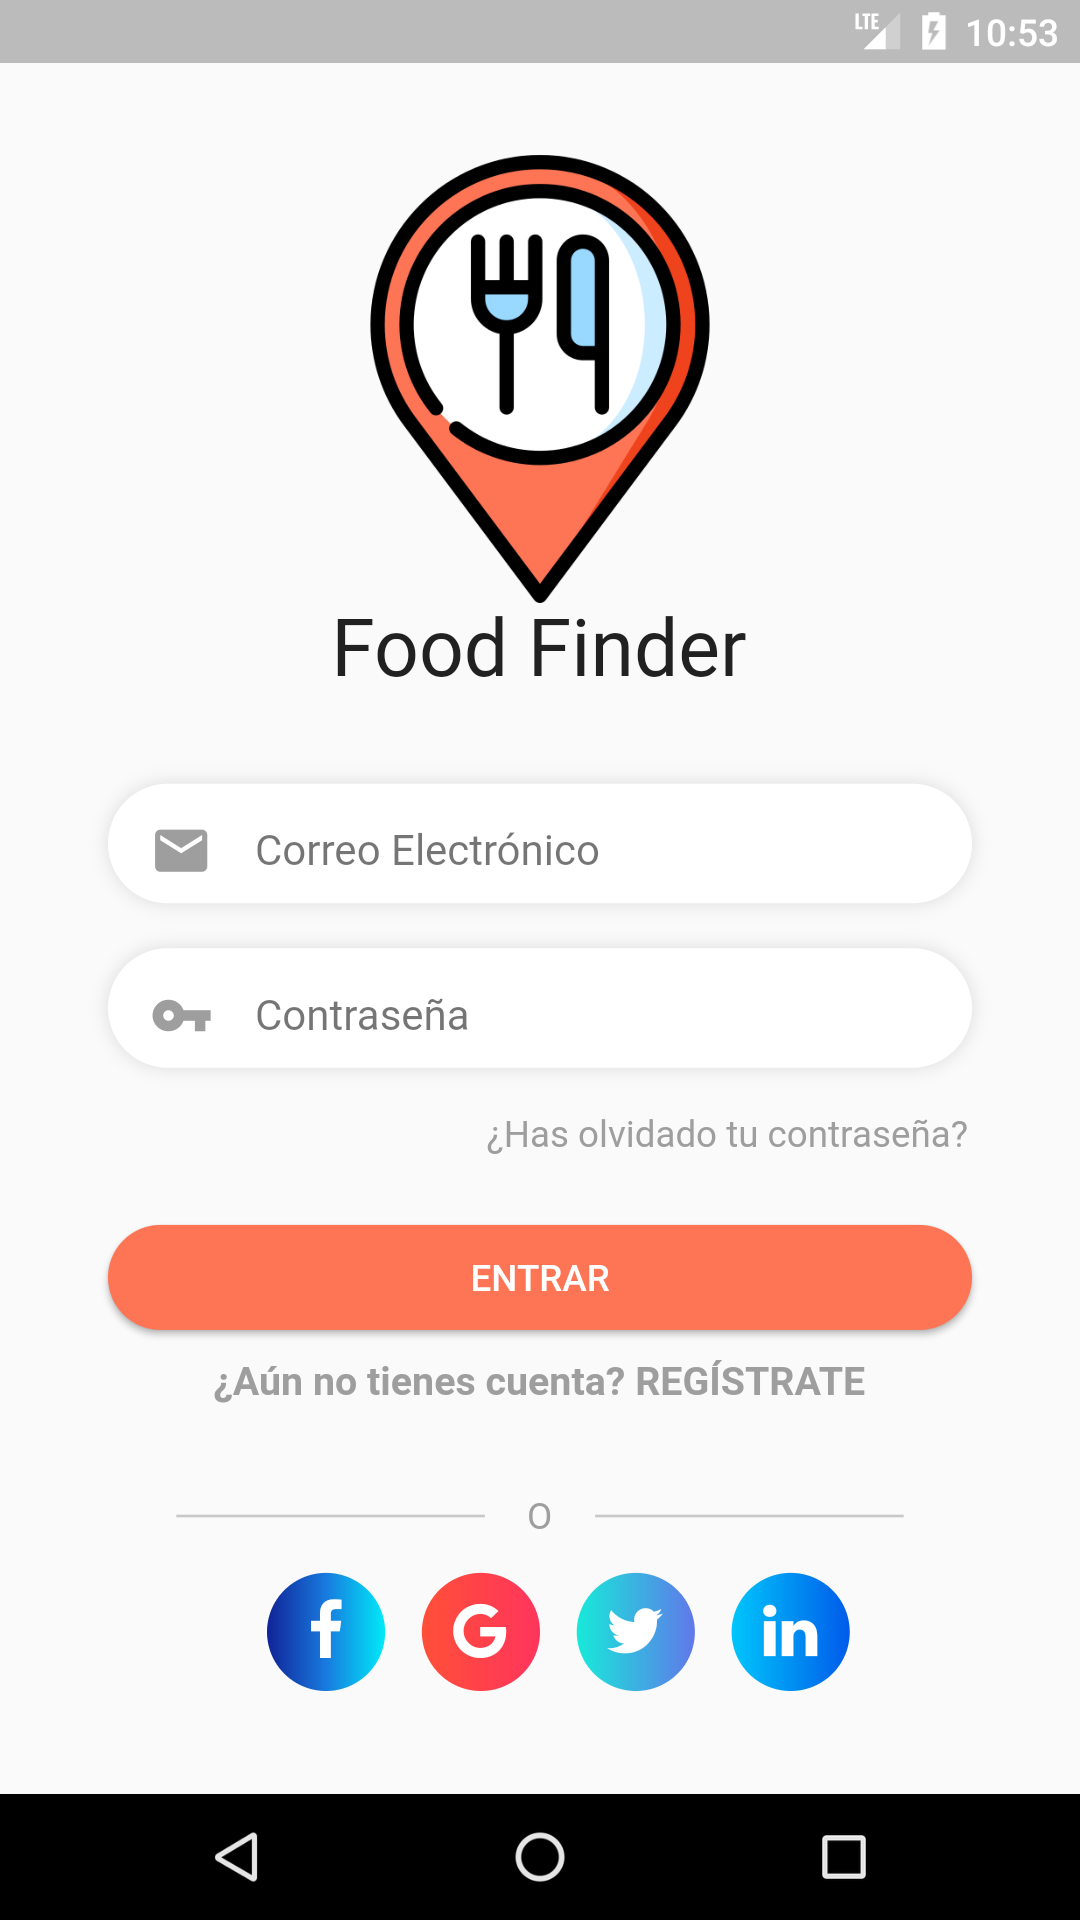 LTE 10:53
Food Finder
Correo Electrónico
Contraseña
¿Has olvidado tu contraseña?
ENTRAR
¿Aún no tienes cuenta? REGÍSTRATE
O
f G in